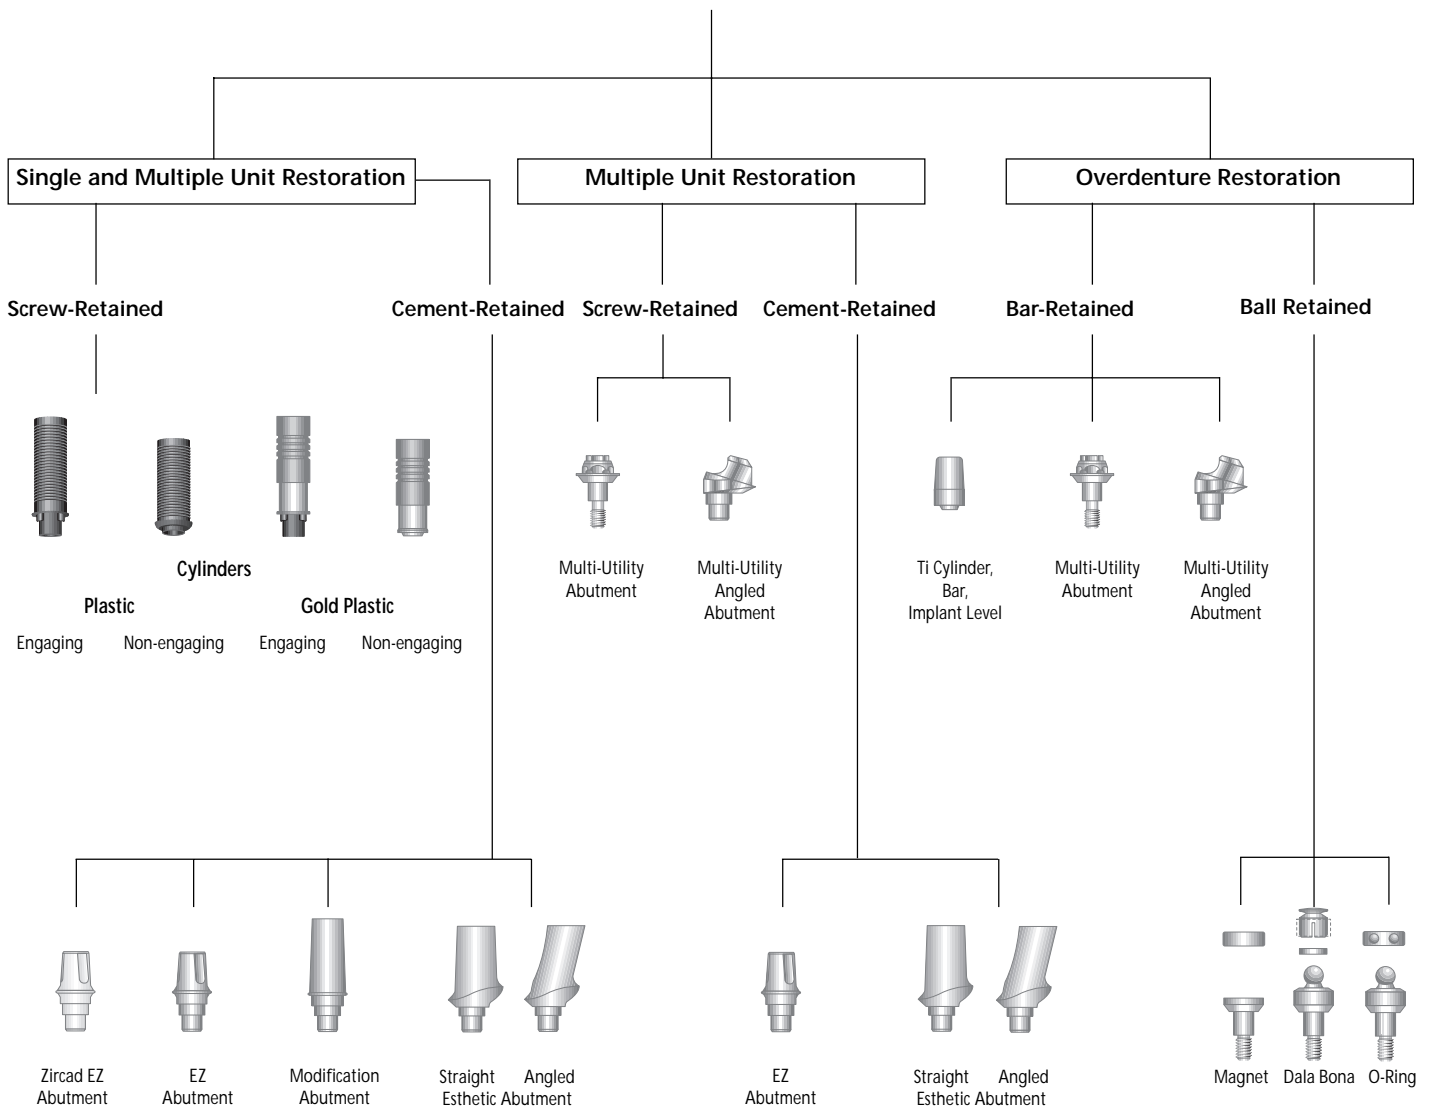 Single and Multiple Unit Restoration
Multiple Unit Restoration
Overdenture Restoration
Screw-Retained
Cement-Retained
Screw-Retained
Cement-Retained
Bar-Retained
Ball Retained
Cylinders
Plastic
Gold Plastic
Engaging
Non-engaging
Engaging
Non-engaging
Multi-Utility
Abutment
Multi-Utility
Angled
Abutment
Ti Cylinder,
Bar,
Implant Level
Multi-Utility
Abutment
Multi-Utility
Angled
Abutment
Zircad EZ
Abutment
EZ
Abutment
Modification
Abutment
Straight
Angled
Esthetic Abutment
EZ
Abutment
Straight
Angled
Esthetic Abutment
Magnet
Dala Bona
O-Ring